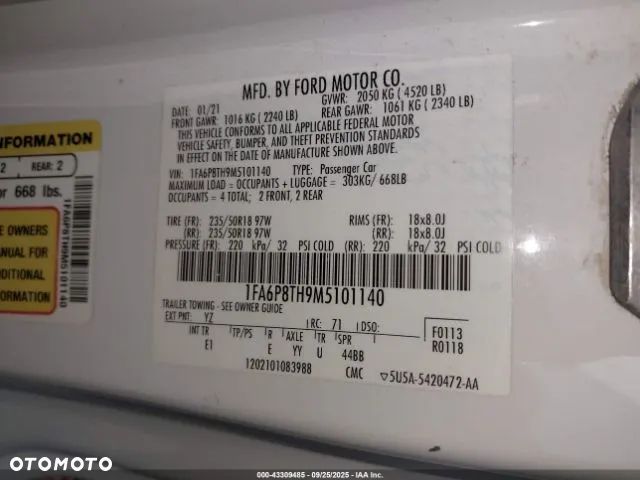 MFD. BY FORD MOTOR CO.
DATE: 01/21 GVWR: 2050 KG ( 4520 LB)
FRONT GAWR: 1016 KG ( 2240 LB) REAR GAWR: 1061 KG ( 2340 LB)
THIS VEHICLE CONFORMS TO ALL APPLICABLE FEDERAL MOTOR
VEHICLE SAFETY, BUMPER, AND THEFT PREVENTION STANDARDS
IN EFFECT ON THE DATE OF MANUFACTURE SHOWN ABOVE.
VIN: 1FA6P8TH9M5101140 TYPE: Passenger Car
MAXIMUM LOAD = OCCUPANTS + LUGGAGE = 303KG/ 668LB
OCCUPANTS = 4 TOTAL; 2 FRONT, 2 REAR
TIRE (FR): 235/50R18 97W RIMS (FR): 18x8.0J
(RR): 235/50R18 97W (RR): 18x8.0J
PRESSURE (FR): 220 kPa/ 32 PSI COLD (RR): 220 kPa/ 32 PSI COLD
1FA6P8TH9M5101140
TRAILER TOWING - SEE OWNER GUIDE
EXT PNT: YZ RC: 71 DSO: F0113
R0118
INT TR TP/PS R AXLE TR SPR
E1 E YY U 44BB
1202101083988 CMC 5U5A-5420472-AA
INFORMATION
2 REAR: 2
or 668 lbs.
E OWNERS
ANUAL FOR
DDITIONAL
INFORMATION
1FA6P8TH9M5101140
OTOMOTO
000-43309485 - 09/25/2025 - IAA Inc.